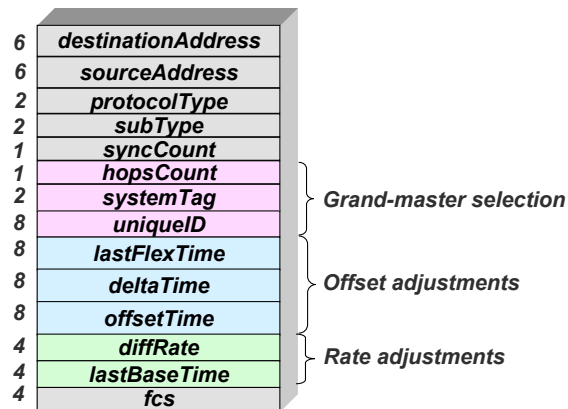 6 destinationAddress
6 sourceAddress
2 protocolType
2 subType
1 syncCount
1 hopsCount
2 systemTag
Grand-master selection
8 uniqueID
8 lastFlexTime
8 deltaTime
Offset adjustments
8 offsetTime
4 diffRate
Rate adjustments
4 lastBaseTime
4 fcs